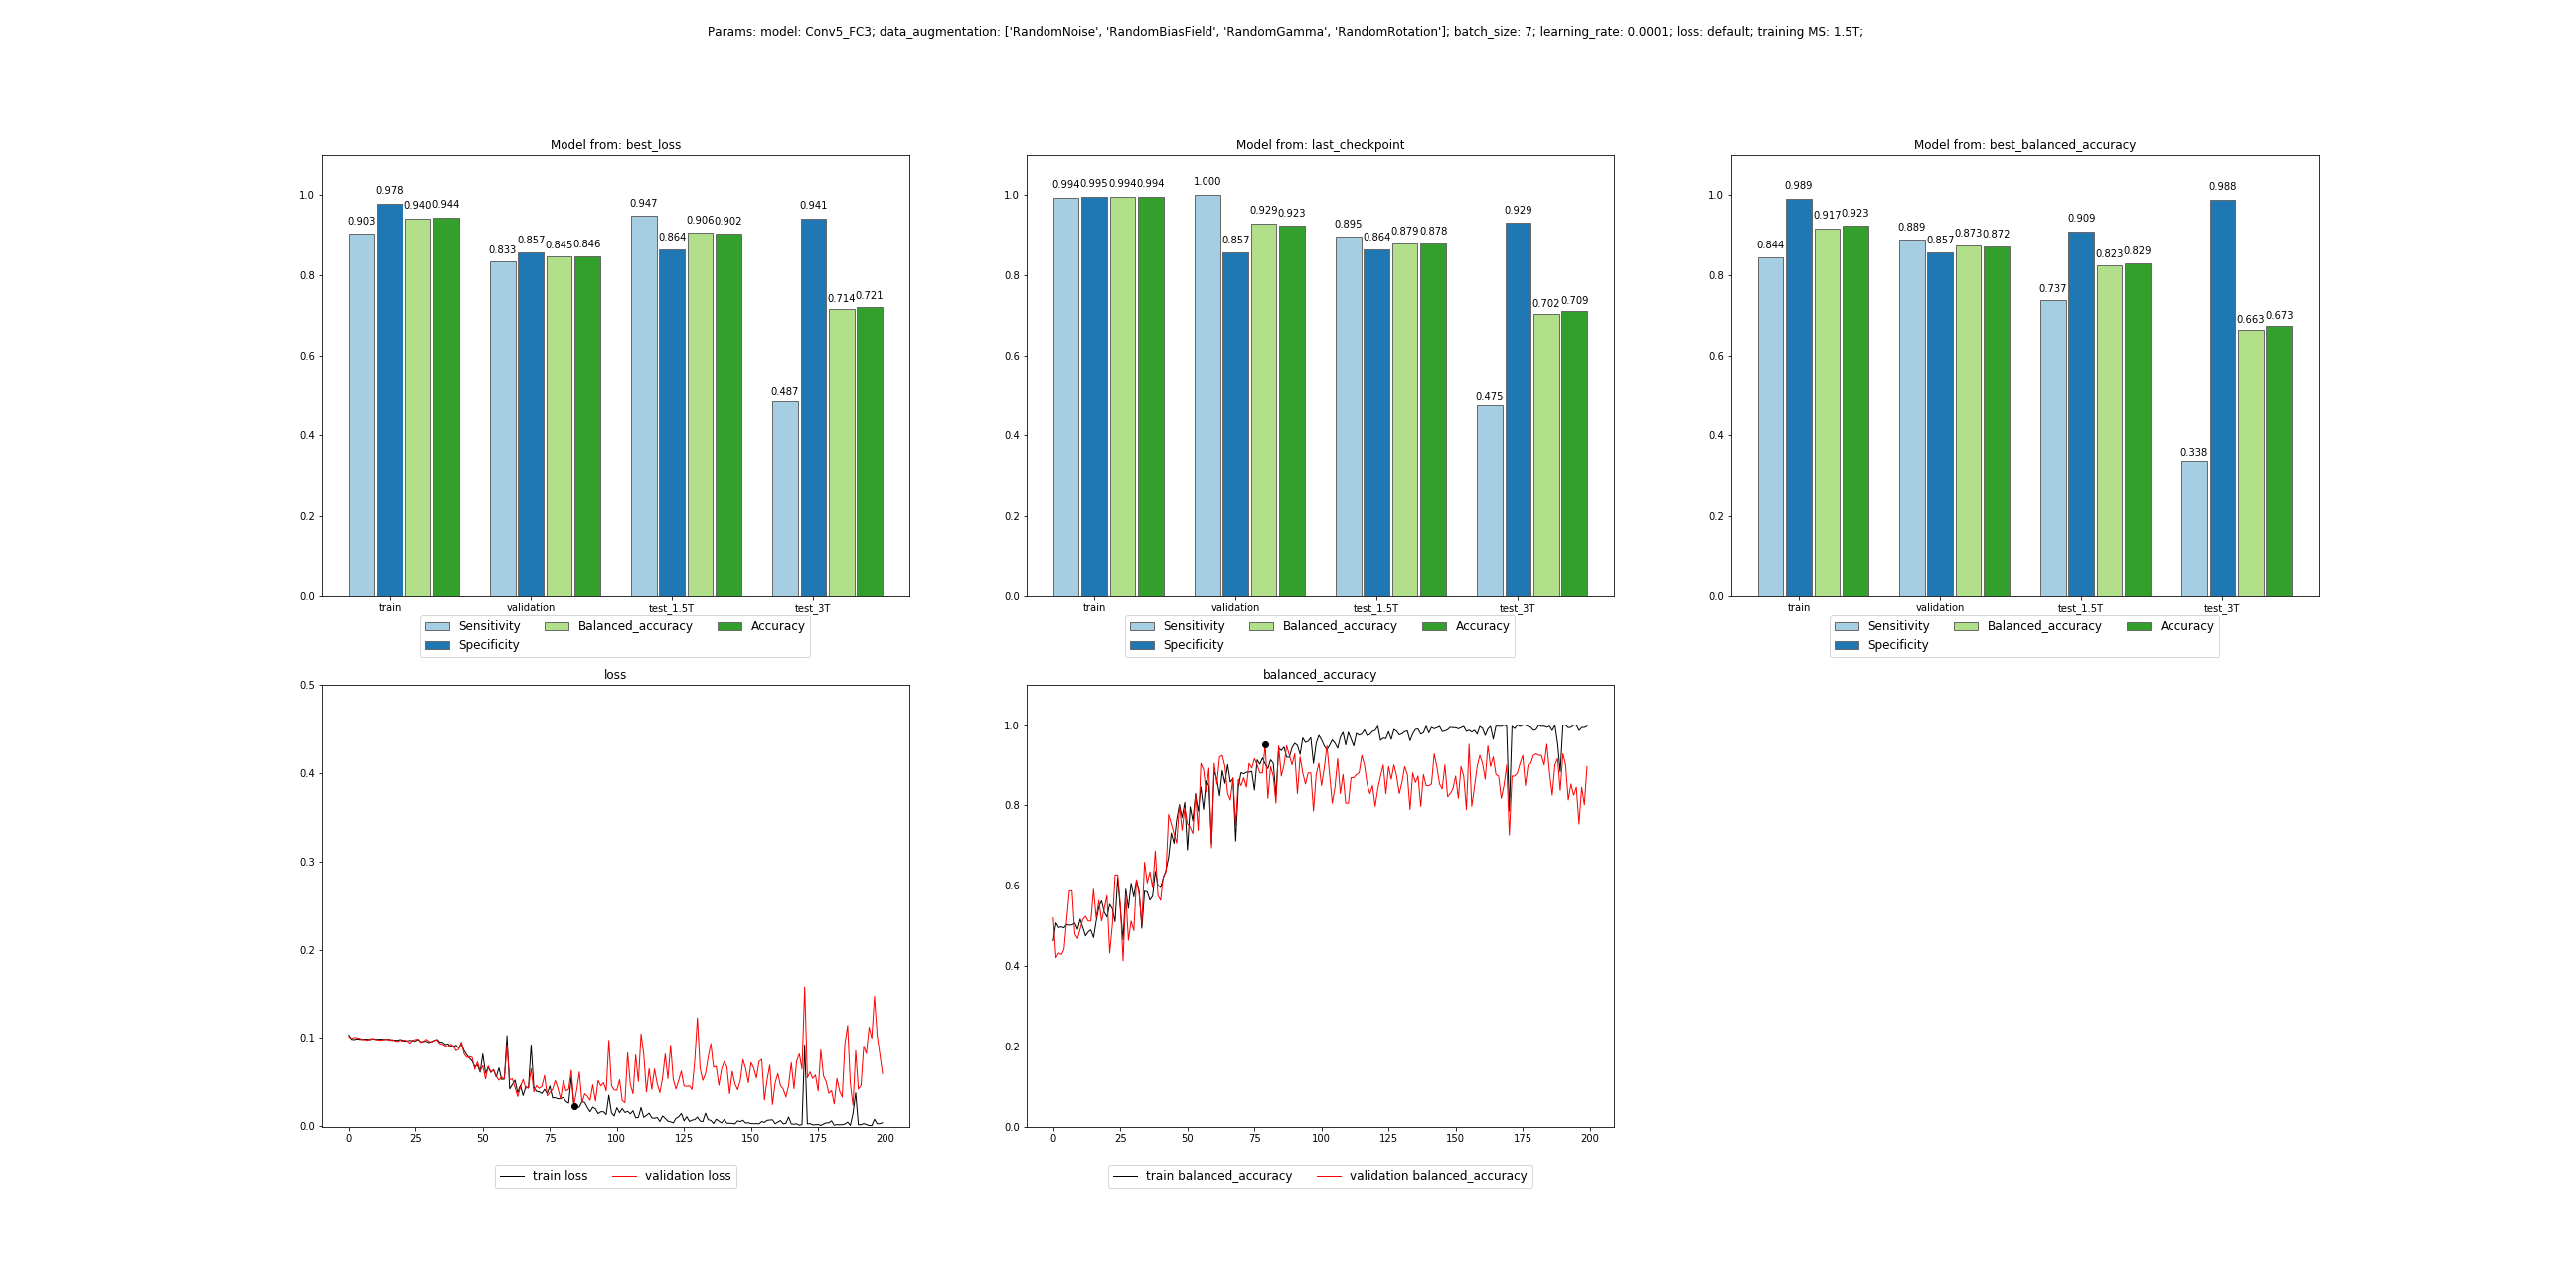 Params: model: Conv5_FC3; data_augmentation: ['RandomNoise', 'RandomBiasField', 'RandomGamma', 'RandomRotation']; batch_size: 7; learning_rate: 0.0001; loss: default; training MS: 1.5T;
Model from: best_loss
1.0
0.8
0.6
0.4
0.2
0.0
0.903 0.978 0.940 0.944
0.833 0.857 0.845 0.846
0.947 0.864 0.906 0.902
0.487 0.941 0.714 0.721
train validation test_1.5T test_3T
Sensitivity Balanced_accuracy Accuracy
Specificity
Model from: last_checkpoint
1.0
0.8
0.6
0.4
0.2
0.0
0.994 0.995 0.994 0.994
1.000 0.857 0.929 0.923
0.895 0.864 0.879 0.878
0.475 0.929 0.702 0.709
train validation test_1.5T test_3T
Sensitivity Balanced_accuracy Accuracy
Specificity
Model from: best_balanced_accuracy
1.0
0.8
0.6
0.4
0.2
0.0
0.844 0.989 0.917 0.923
0.889 0.857 0.873 0.872
0.737 0.909 0.823 0.829
0.338 0.988 0.663 0.673
train validation test_1.5T test_3T
Sensitivity Balanced_accuracy Accuracy
Specificity
loss
0.5
0.4
0.3
0.2
0.1
0.0
0 25 50 75 100 125 150 175 200
train loss validation loss
balanced_accuracy
1.0
0.8
0.6
0.4
0.2
0.0
0 25 50 75 100 125 150 175 200
train balanced_accuracy validation balanced_accuracy